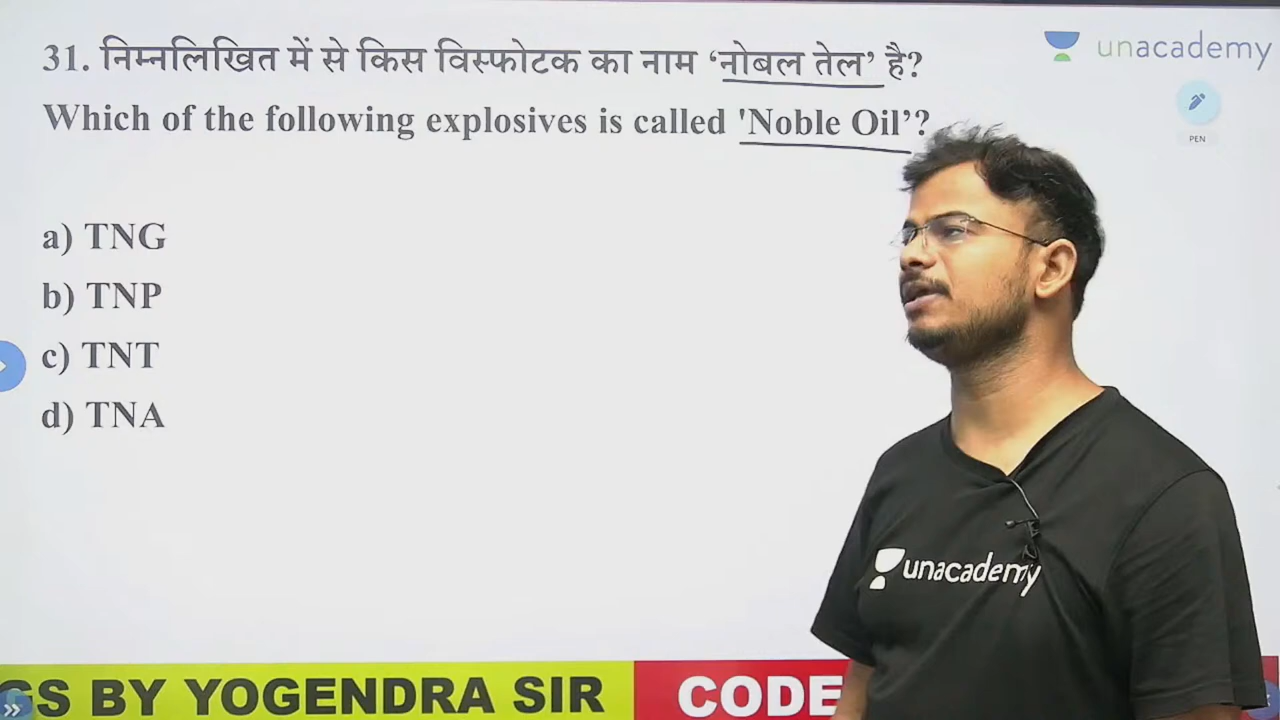 31. निम्नलिखित में से किस विस्फोटक का नाम ‘नोबल तेल’ है?
unacademy
Which of the following explosives is called 'Noble Oil’?
PEN
a) TNG
b) TNP
c) TNT
d) TNA
unacademy
GS BY YOGENDRA SIR
CODE